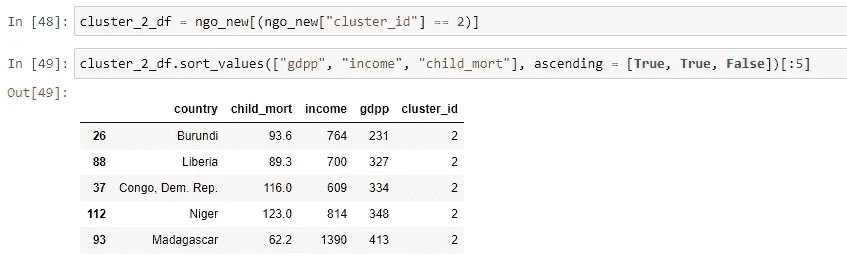 In [48]: cluster_2_df = ngo_new[(ngo_new["cluster_id"] == 2)]
In [49]: cluster_2_df.sort_values(["gdpp", "income", "child_mort"], ascending = [True, True, False])[:5]
Out[49]:
country child_mort income gdpp cluster_id
26 Burundi 93.6 764 231 2
88 Liberia 89.3 700 327 2
37 Congo, Dem. Rep. 116.0 609 334 2
112 Niger 123.0 814 348 2
93 Madagascar 62.2 1390 413 2